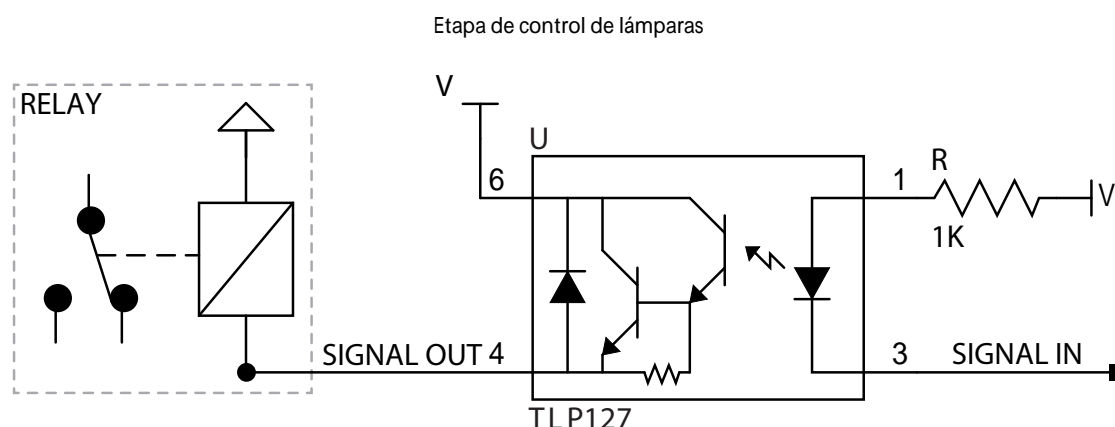 Etapa de control de lámparas
V
RELAY
U
6
1
R
V
1K
SIGNAL OUT 4
3
SIGNAL IN
TLP127